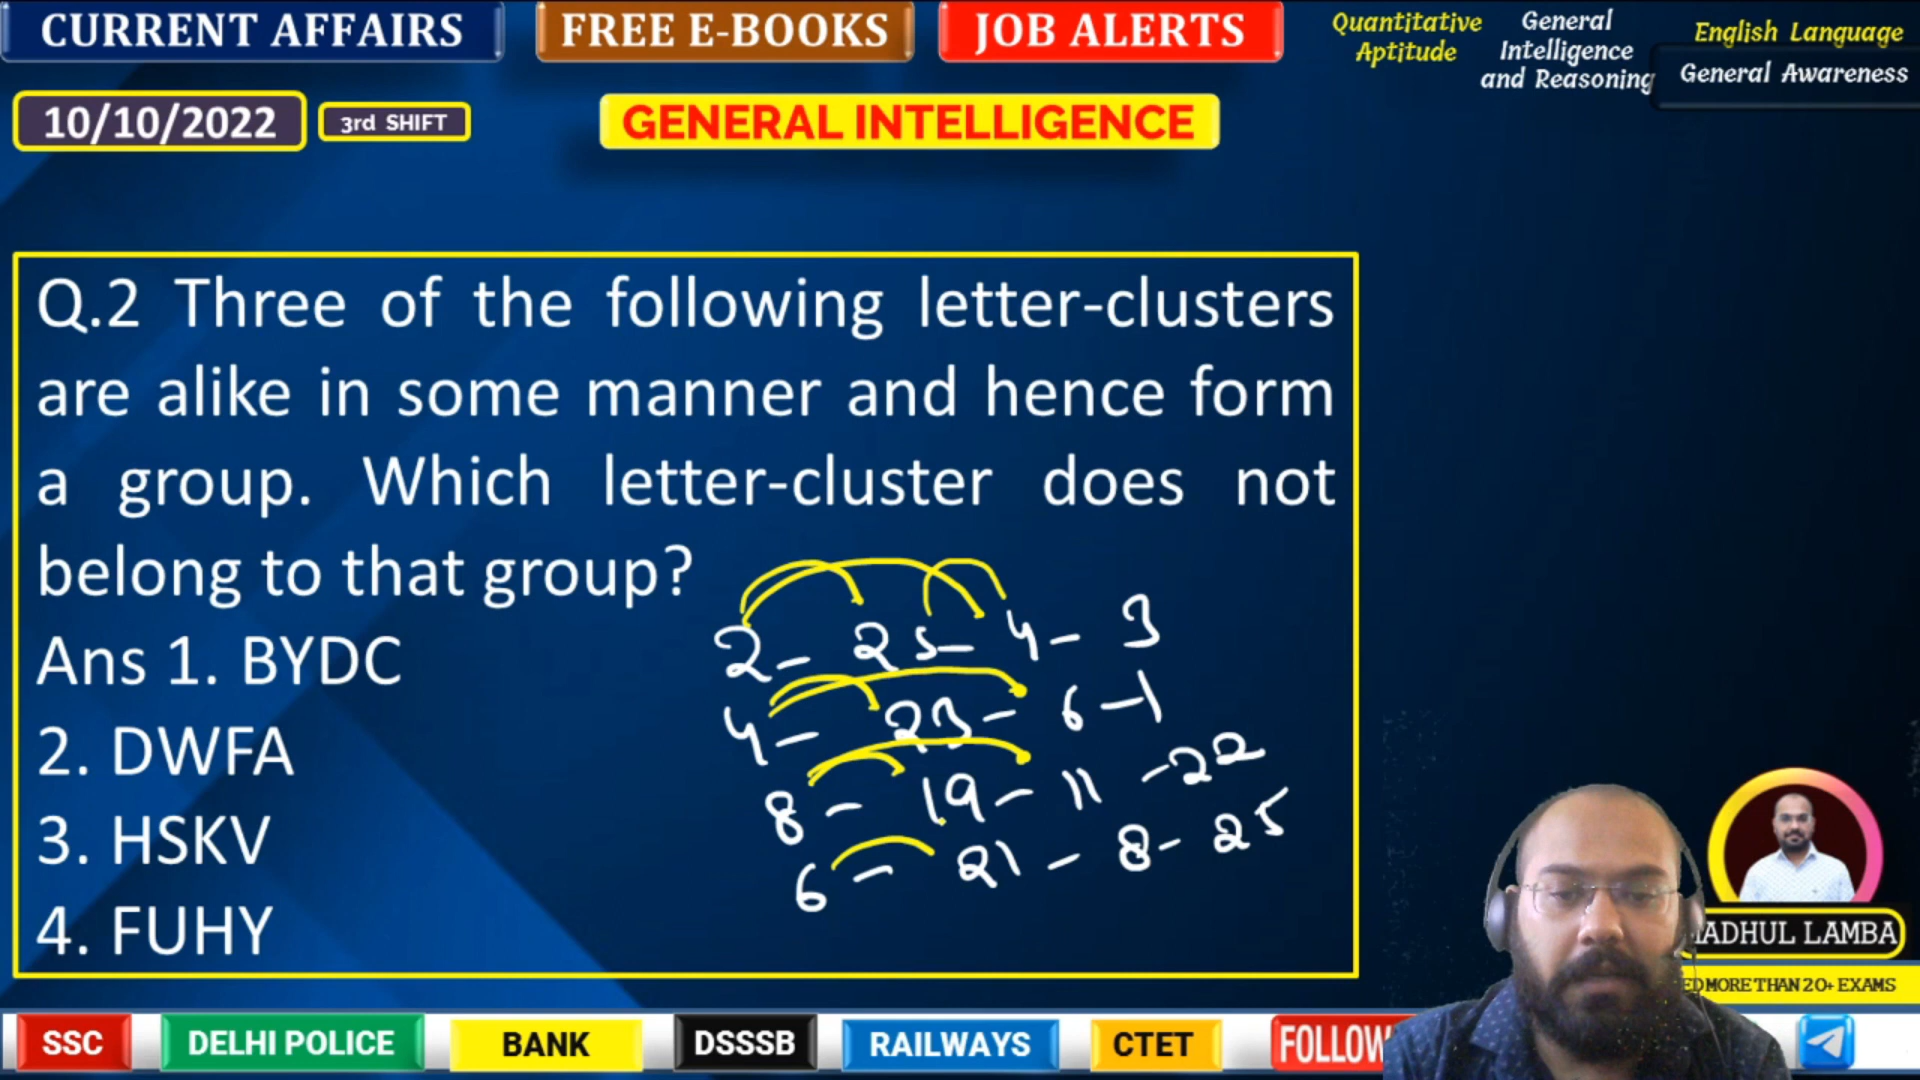 CURRENT AFFAIRS
FREE E-BOOKS
JOB ALERTS
Quantitative Aptitude
General Intelligence and Reasoning
English Language
General Awareness
10/10/2022
3rd SHIFT
GENERAL INTELLIGENCE
Q.2 Three of the following letter-clusters
are alike in some manner and hence form
a group. Which letter-cluster does not
belong to that group?
Ans 1. BYDC
2. DWFA
3. HSKV
4. FUHY
2 - 25 - 4 - 3
4 - 23 - 6 - 1
8 - 19 - 11 - 22
6 - 21 - 8 - 25
ADHUL LAMBA
ED MORE THAN 20+ EXAMS
SSC
DELHI POLICE
BANK
DSSSB
RAILWAYS
CTET
FOLLOW